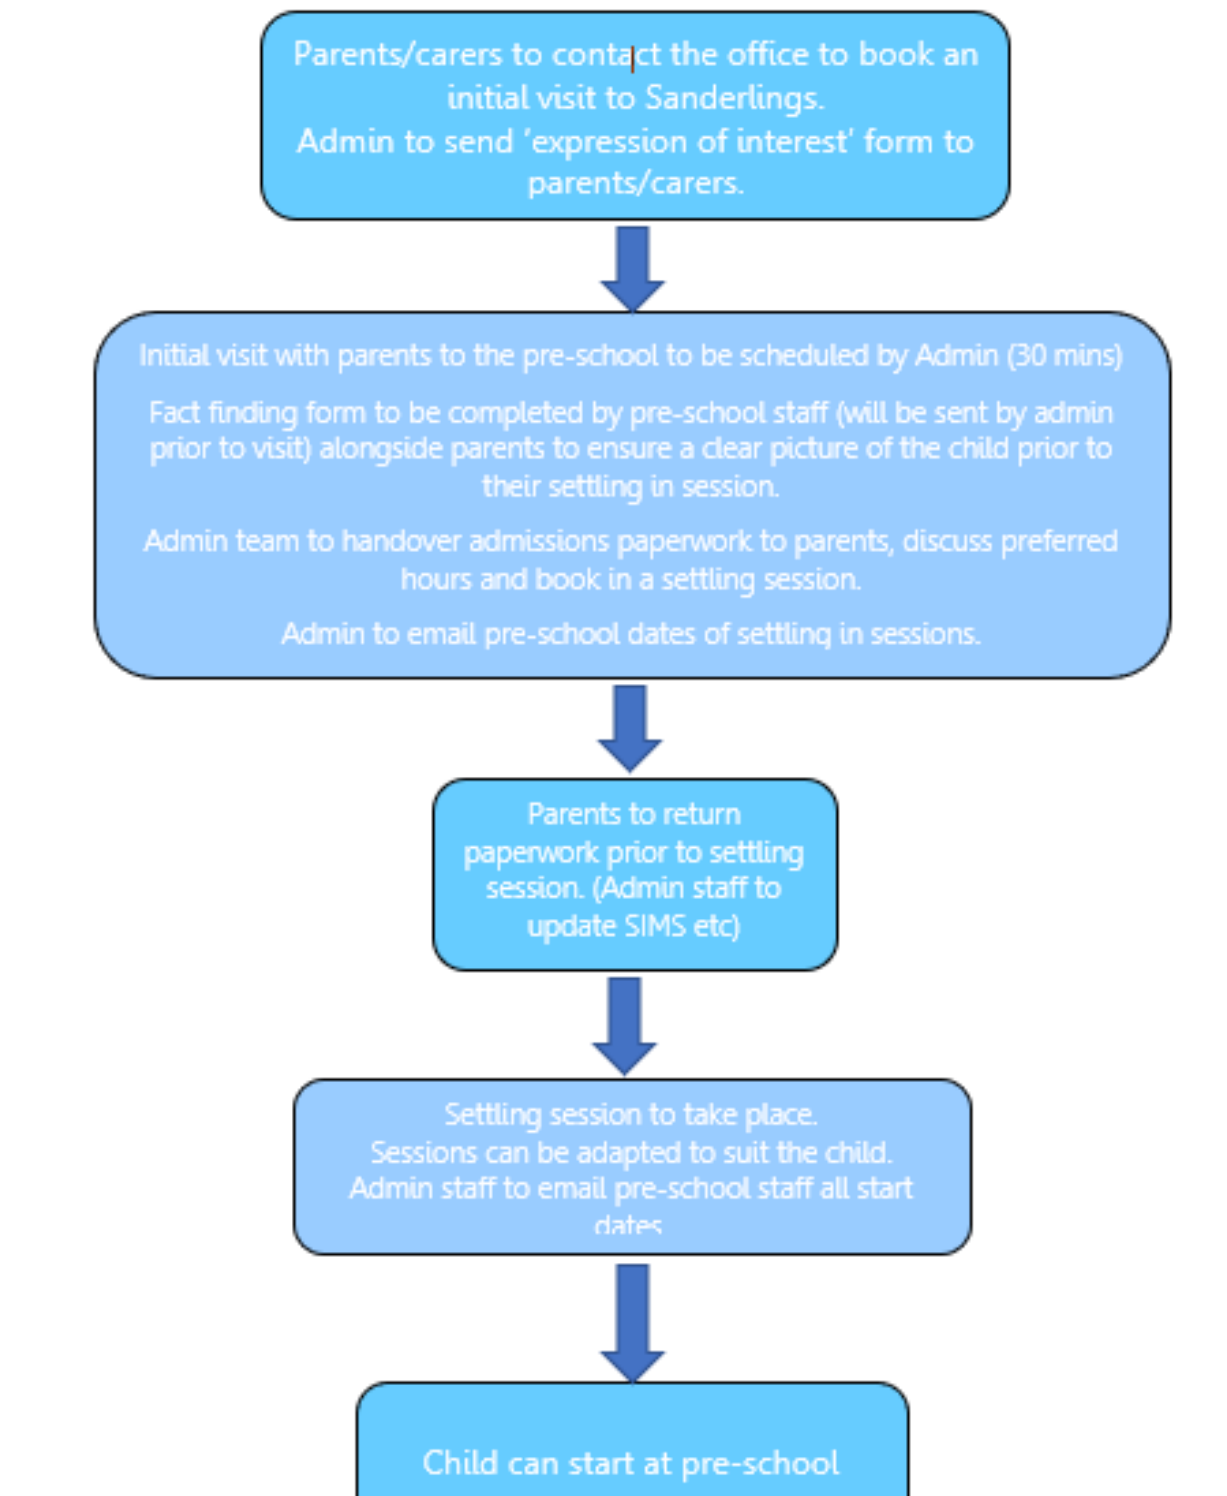 Parents/carers to contact the office to book an
initial visit to Sanderlings.
Admin to send 'expression of interest' form to
parents/carers.
Initial visit with parents to the pre-school to be scheduled by Admin (30 mins)
Fact finding form to be completed by pre-school staff (will be sent by admin
prior to visit) alongside parents to ensure a clear picture of the child prior to
their settling in session.
Admin team to handover admissions paperwork to parents, discuss preferred
hours and book in a settling session.
Admin to email pre-school dates of settling in sessions.
Parents to return
paperwork prior to settling
session. (Admin staff to
update SIMS etc)
Settling session to take place.
Sessions can be adapted to suit the child.
Admin staff to email pre-school staff all start
dates
Child can start at pre-school